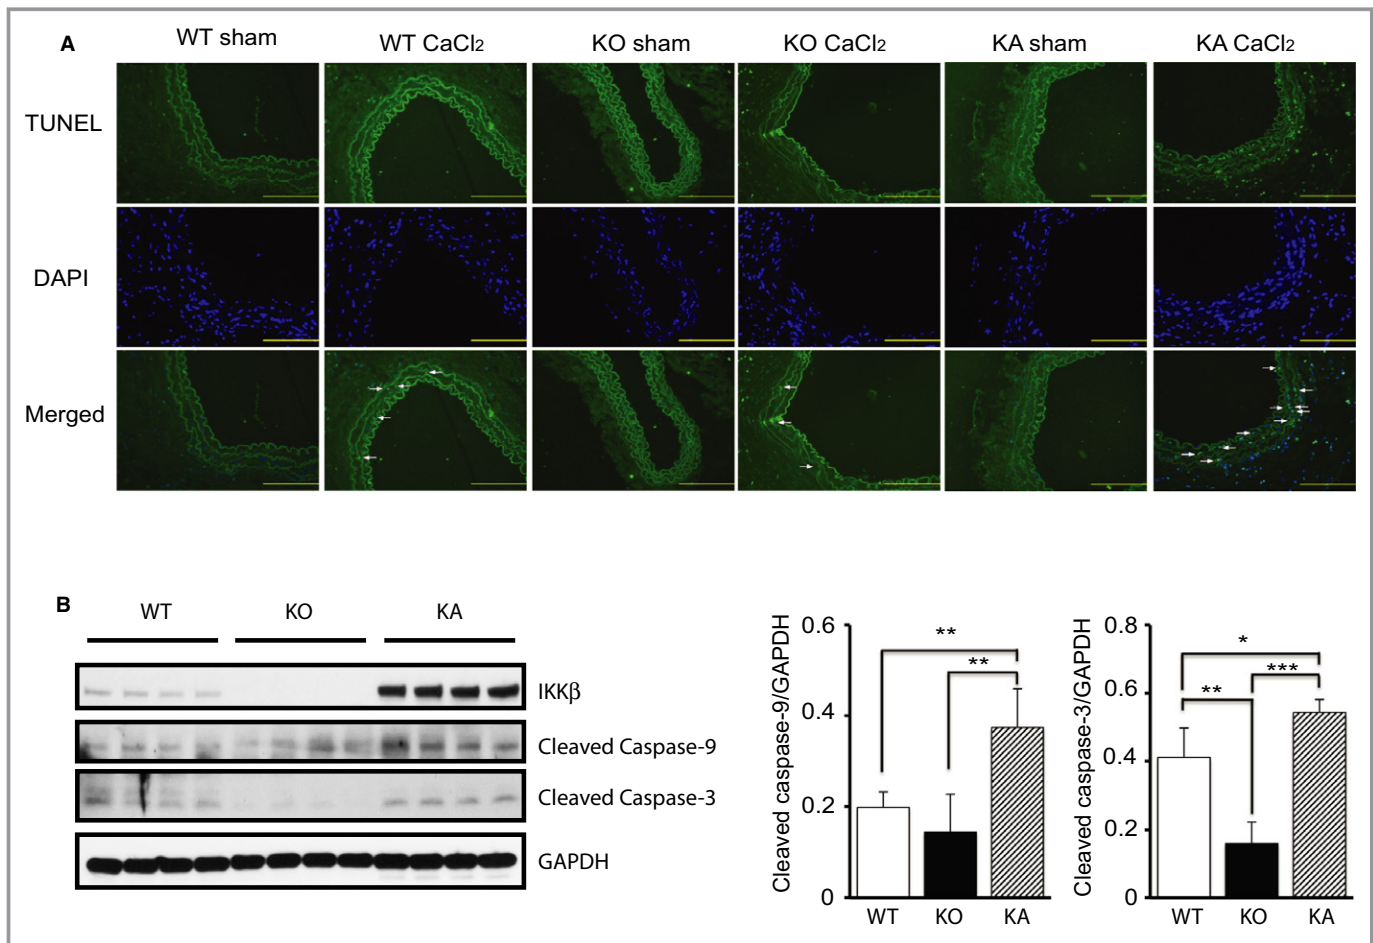 A
WT sham
WT CaCl2
KO sham
KO CaCl2
KA sham
KA CaCl2
TUNEL
DAPI
Merged
B
WT
KO
KA
IKKβ
Cleaved Caspase-9
Cleaved Caspase-3
GAPDH
Cleaved caspase-9/GAPDH
0.6
0.4
0.2
0
**
**
WT
KO
KA
Cleaved caspase-3/GAPDH
0.8
0.6
0.4
0.2
0
*
***
**
WT
KO
KA